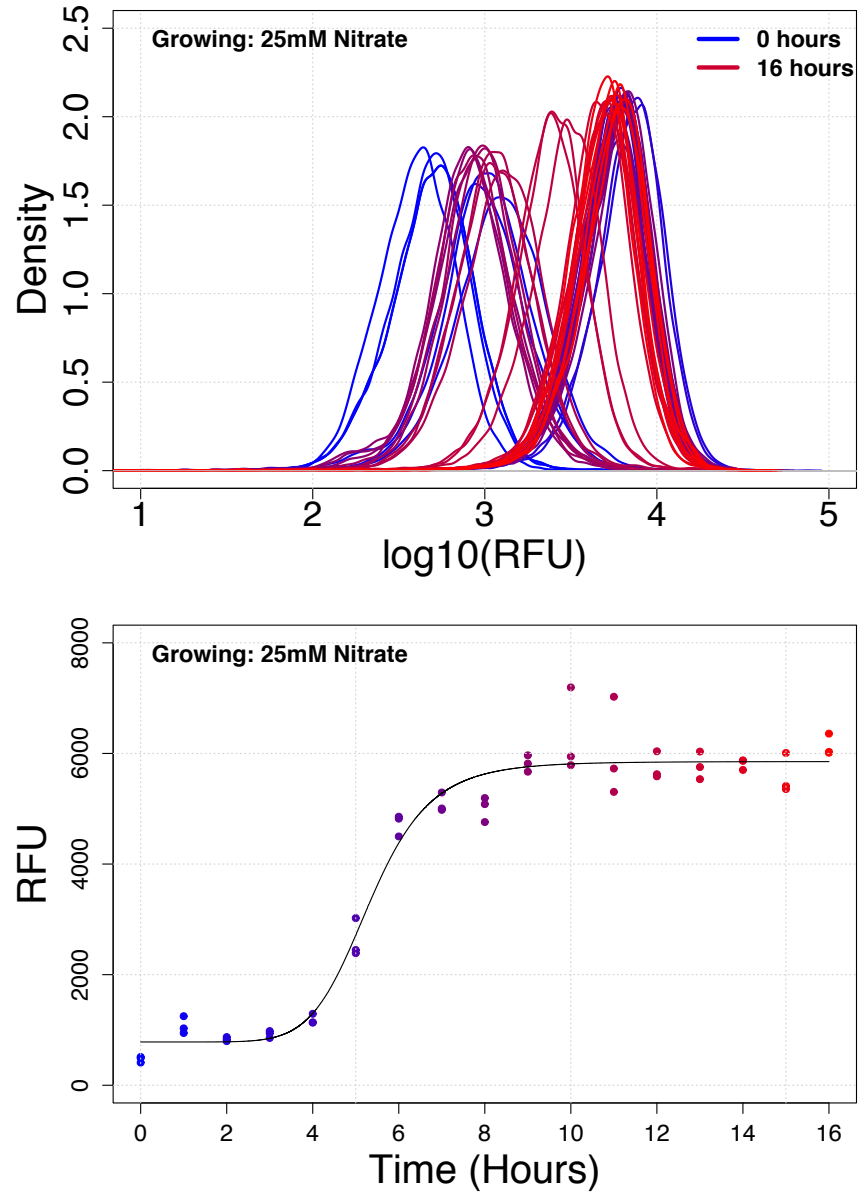 Growing: 25mM Nitrate
0 hours
16 hours
Density
0.0 0.5 1.0 1.5 2.0 2.5
1 2 3 4 5
log10(RFU)
Growing: 25mM Nitrate
RFU
0 2000 4000 6000 8000
0 2 4 6 8 10 12 14 16
Time (Hours)